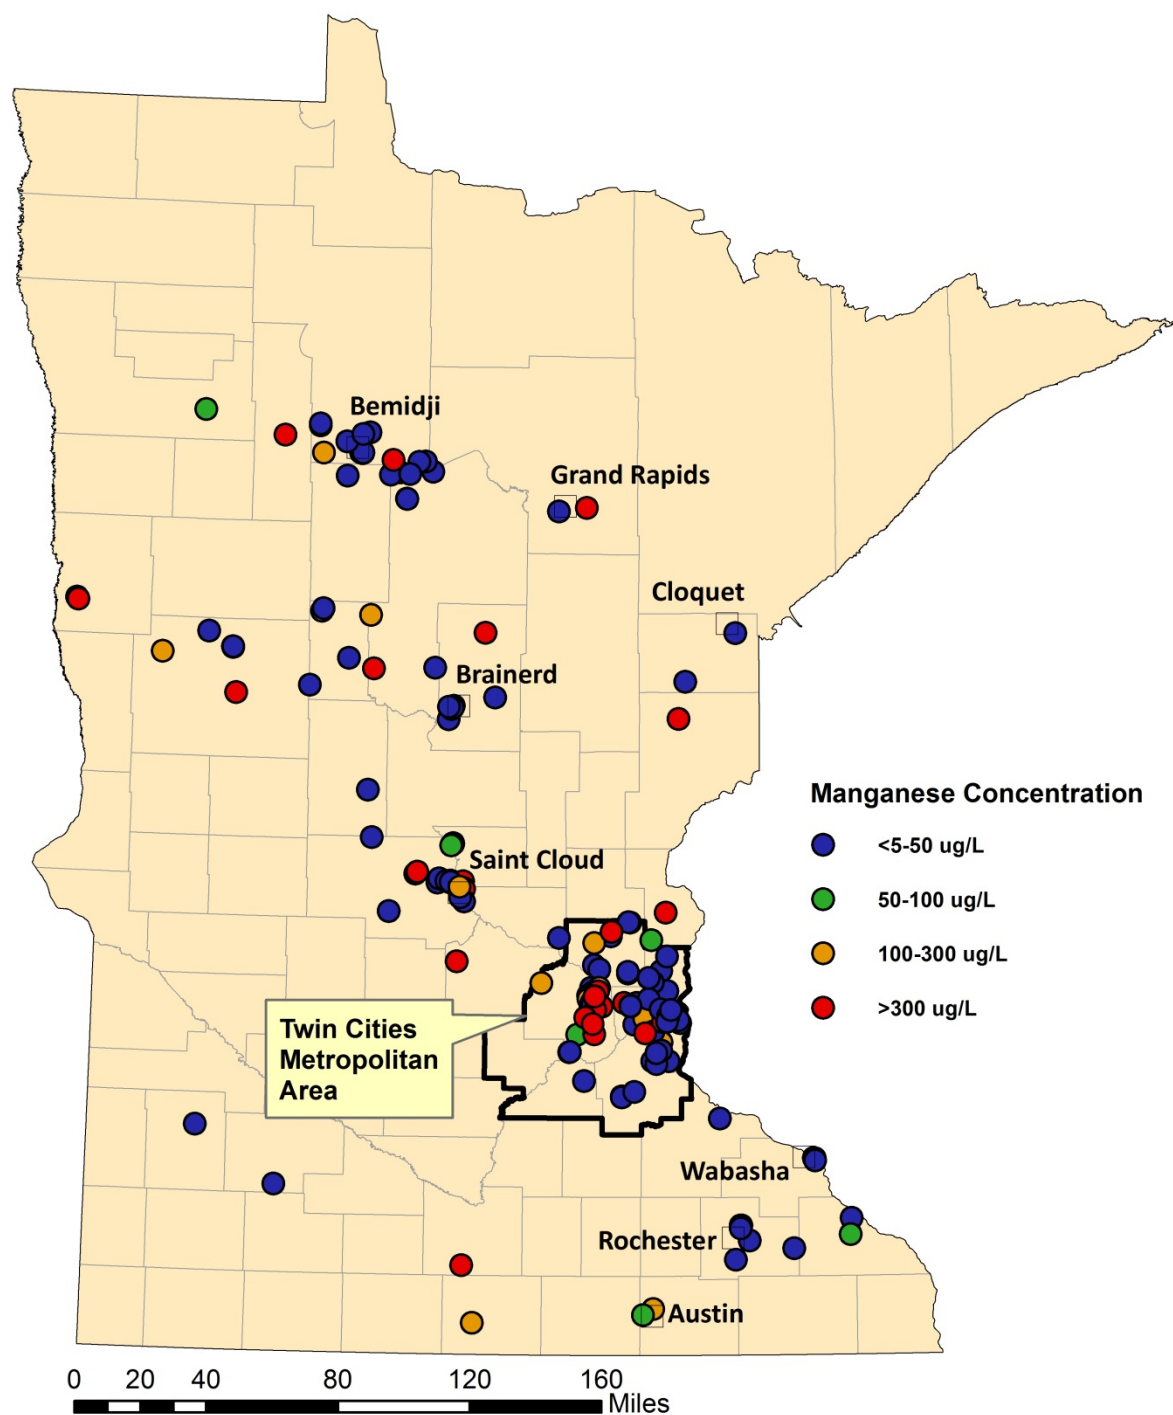 Bemidji
Grand Rapids
Cloquet
Brainerd
Manganese Concentration
<5-50 ug/L
Saint Cloud
50-100 ug/L
100-300 ug/L
>300 ug/L
Twin Cities
Metropolitan
Area
Wabasha
Rochester
Austin
0 20 40 80 120 160
Miles